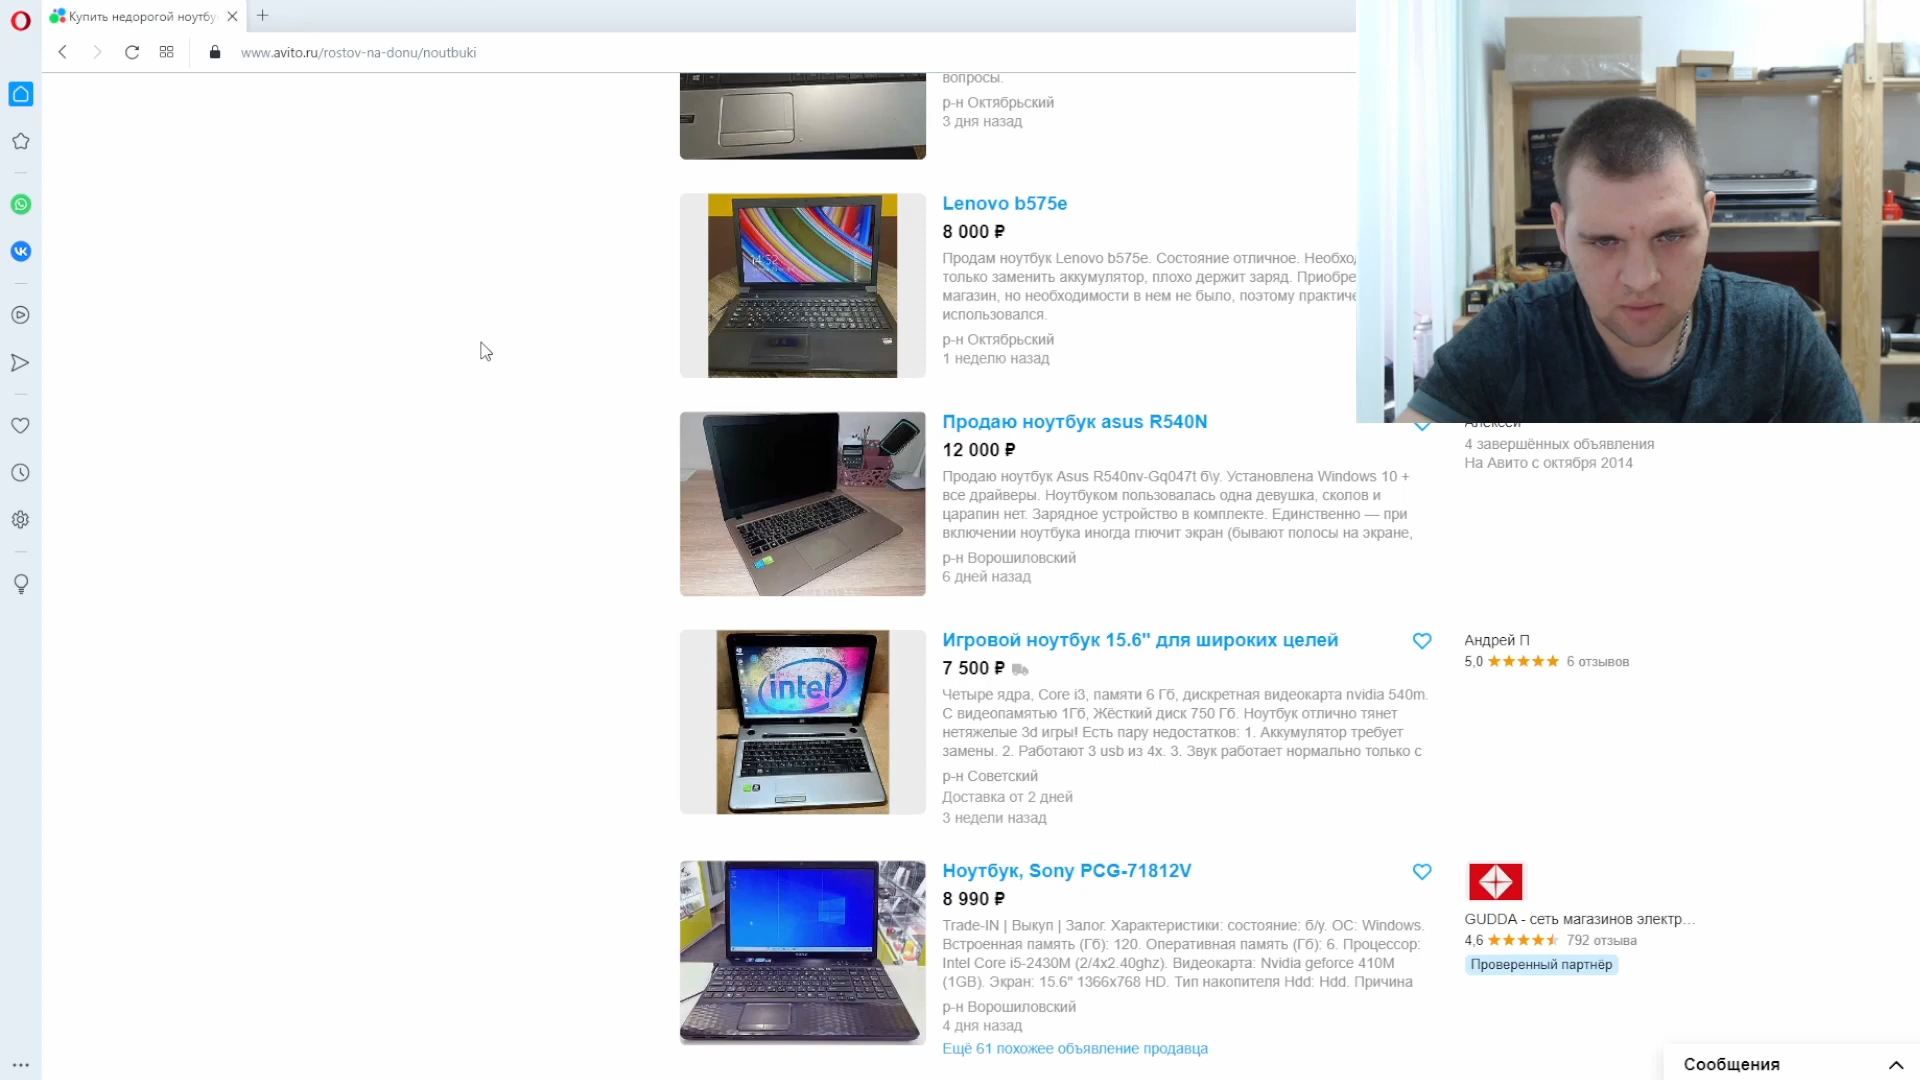 Купить недорогой ноутбу
www.avito.ru/rostov-na-donu/noutbuki
вопросы.
р-н Октябрьский
3 дня назад
14:52
Lenovo b575e
8 000 ₽
Продам ноутбук Lenovo b575e. Состояние отличное.
только заменить аккумулятор, плохо держит заряд.
магазин, но необходимости в нем не было, поэтому
использовался.
р-н Октябрьский
1 неделю назад
Продаю ноутбук asus R540N
12 000 ₽
Продаю ноутбук Asus R540nv-Gq047t б\у. Установлена Windows 10 +
все драйверы. Ноутбуком пользовалась одна девушка, сколов и
царапин нет. Зарядное устройство в комплекте. Единственно — при
включении ноутбука иногда глючит экран (бывают полосы на экране,
р-н Ворошиловский
6 дней назад
Алексей
4 завершённых объявления
На Авито с октября 2014
intel
Игровой ноутбук 15.6" для широких целей
7 500 ₽
Четыре ядра, Core i3, памяти 6 Гб, дискретная видеокарта nvidia 540m.
С видеопамятью 1Гб, Жёсткий диск 750 Гб. Ноутбук отлично тянет
нетяжелые 3d игры! Есть пару недостатков: 1. Аккумулятор требует
замены. 2. Работают 3 usb из 4х. 3. Звук работает нормально только с
р-н Советский
Доставка от 2 дней
3 недели назад
Андрей П
5,0 6 отзывов
Ноутбук, Sony PCG-71812V
8 990 ₽
Trade-IN | Выкуп | Залог. Характеристики: состояние: б/у. ОС: Windows.
Встроенная память (Гб): 120. Оперативная память (Гб): 6. Процессор:
Intel Core i5-2430M (2/4x2.40ghz). Видеокарта: Nvidia geforce 410M
(1GB). Экран: 15.6" 1366x768 HD. Тип накопителя Hdd: Hdd. Причина
р-н Ворошиловский
4 дня назад
Ещё 61 похожее объявление продавца
GUDDA - сеть магазинов электр…
4,6 792 отзыва
Проверенный партнёр
Сообщения